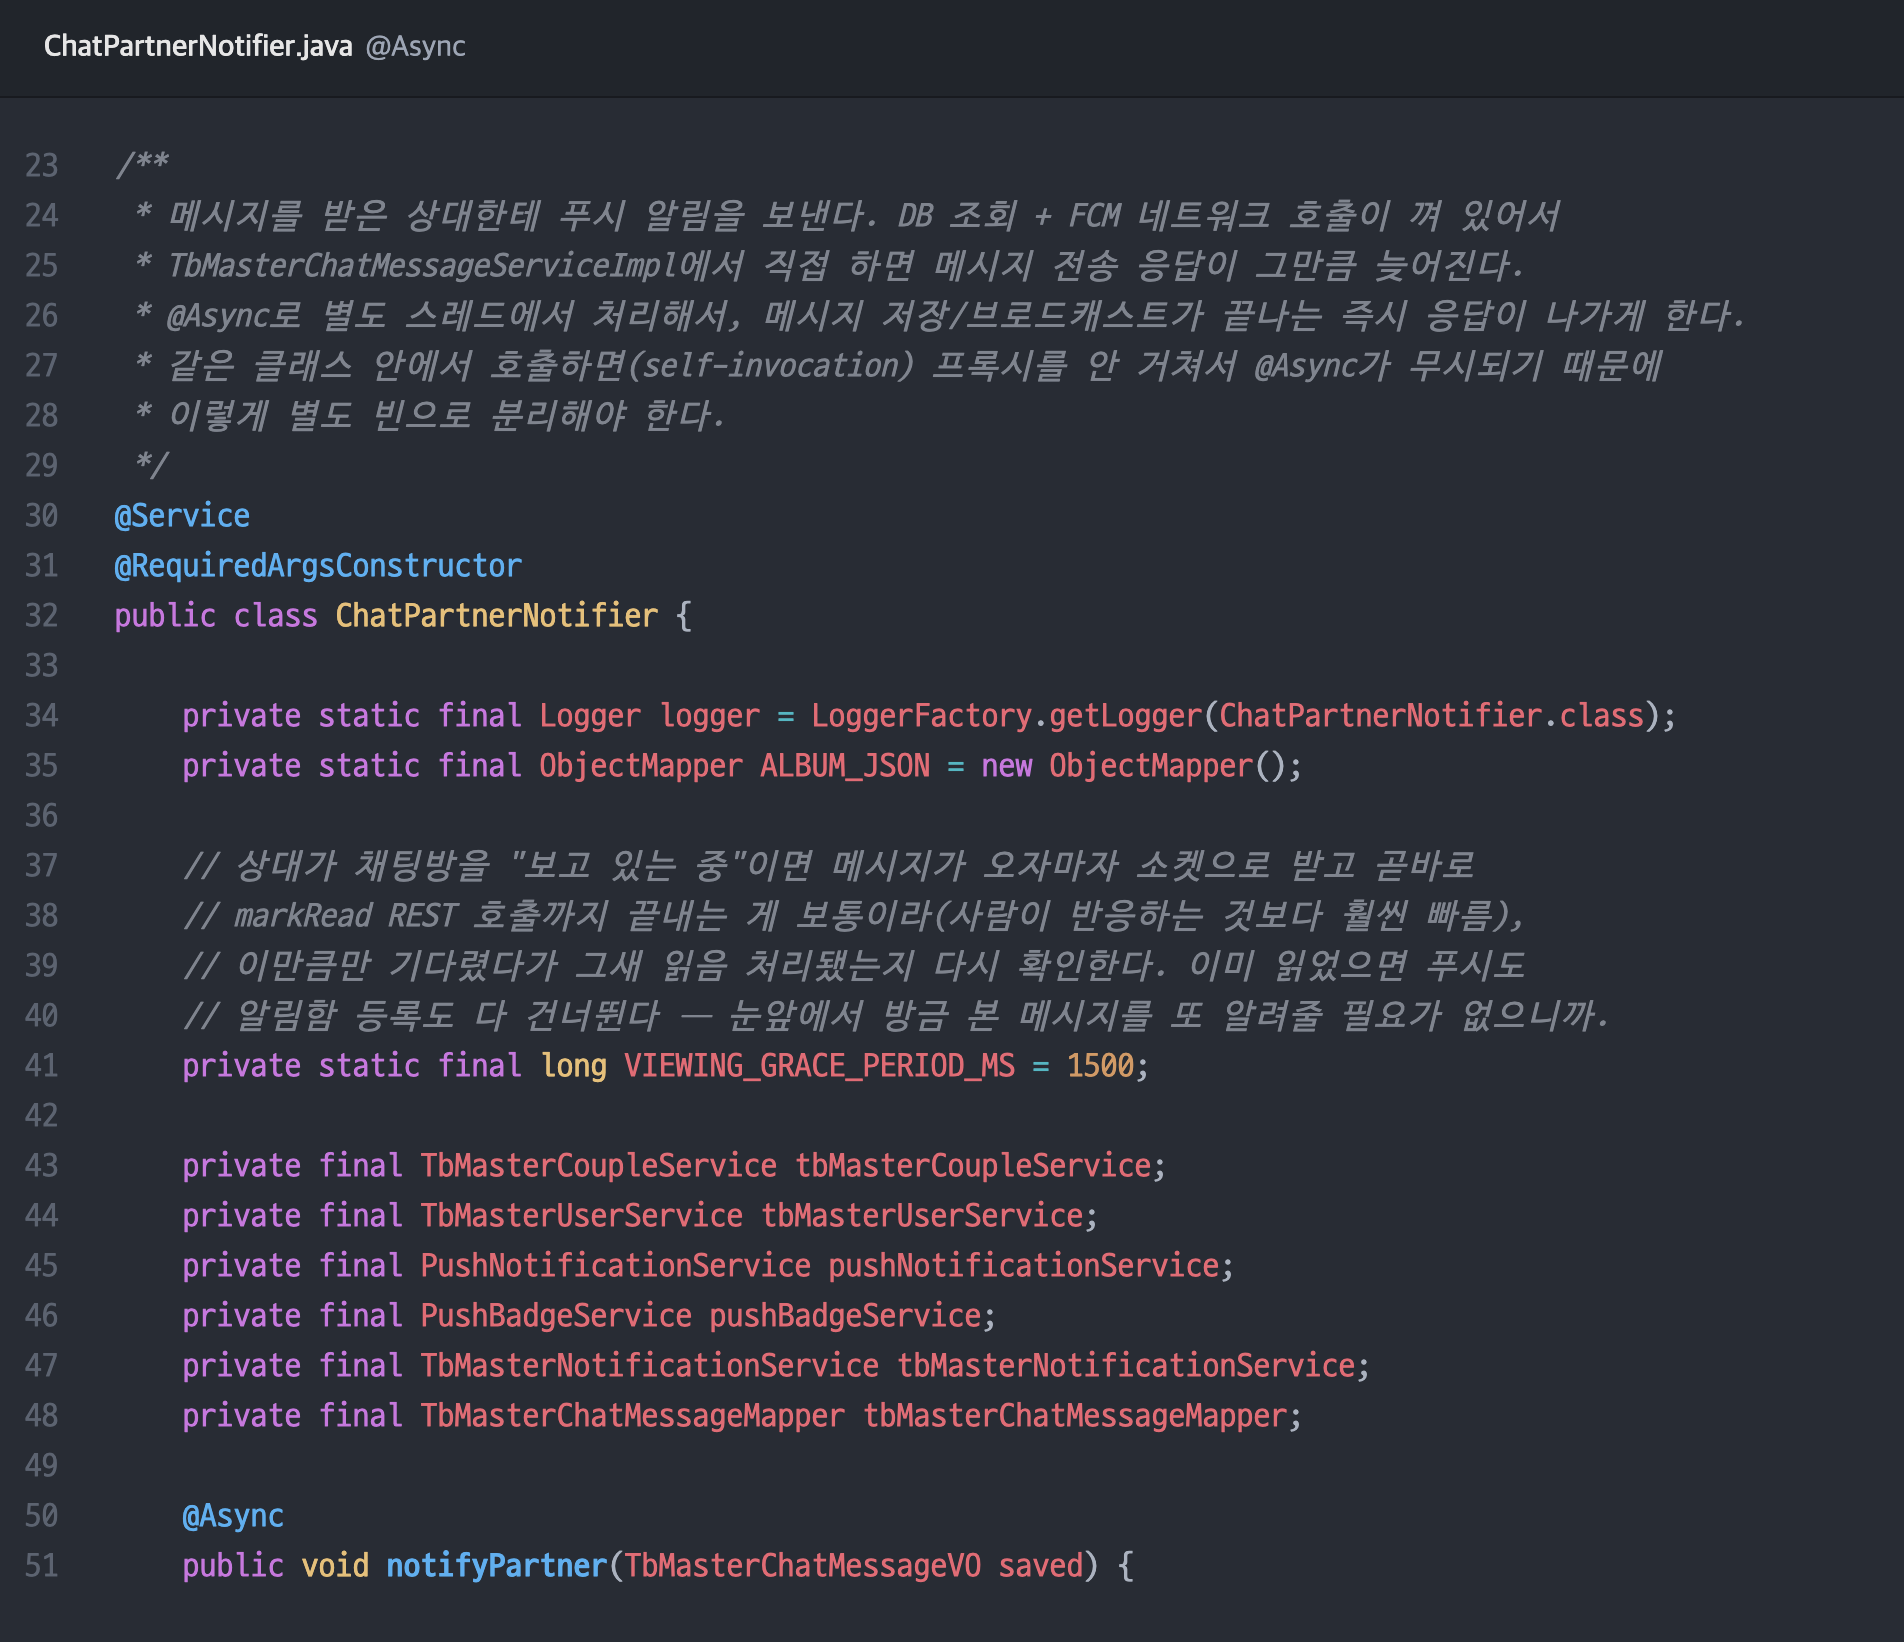 ChatPartnerNotifier.java @Async
23 /**
24  * 메시지를 받은 상대한테 푸시 알림을 보낸다. DB 조회 + FCM 네트워크 호출이 껴 있어서
25  * TbMasterChatMessageServiceImpl에서 직접 하면 메시지 전송 응답이 그만큼 늦어진다.
26  * @Async로 별도 스레드에서 처리해서, 메시지 저장/브로드캐스트가 끝나는 즉시 응답이 나가게 한다.
27  * 같은 클래스 안에서 호출하면(self-invocation) 프록시를 안 거쳐서 @Async가 무시되기 때문에
28  * 이렇게 별도 빈으로 분리해야 한다.
29  */
30 @Service
31 @RequiredArgsConstructor
32 public class ChatPartnerNotifier {
33
34     private static final Logger logger = LoggerFactory.getLogger(ChatPartnerNotifier.class);
35     private static final ObjectMapper ALBUM_JSON = new ObjectMapper();
36
37     // 상대가 채팅방을 "보고 있는 중"이면 메시지가 오자마자 소켓으로 받고 곧바로
38     // markRead REST 호출까지 끝내는 게 보통이라(사람이 반응하는 것보다 훨씬 빠름),
39     // 이만큼만 기다렸다가 그새 읽음 처리됐는지 다시 확인한다. 이미 읽었으면 푸시도
40     // 알림함 등록도 다 건너뛴다 — 눈앞에서 방금 본 메시지를 또 알려줄 필요가 없으니까.
41     private static final long VIEWING_GRACE_PERIOD_MS = 1500;
42
43     private final TbMasterCoupleService tbMasterCoupleService;
44     private final TbMasterUserService tbMasterUserService;
45     private final PushNotificationService pushNotificationService;
46     private final PushBadgeService pushBadgeService;
47     private final TbMasterNotificationService tbMasterNotificationService;
48     private final TbMasterChatMessageMapper tbMasterChatMessageMapper;
49
50     @Async
51     public void notifyPartner(TbMasterChatMessageVO saved) {